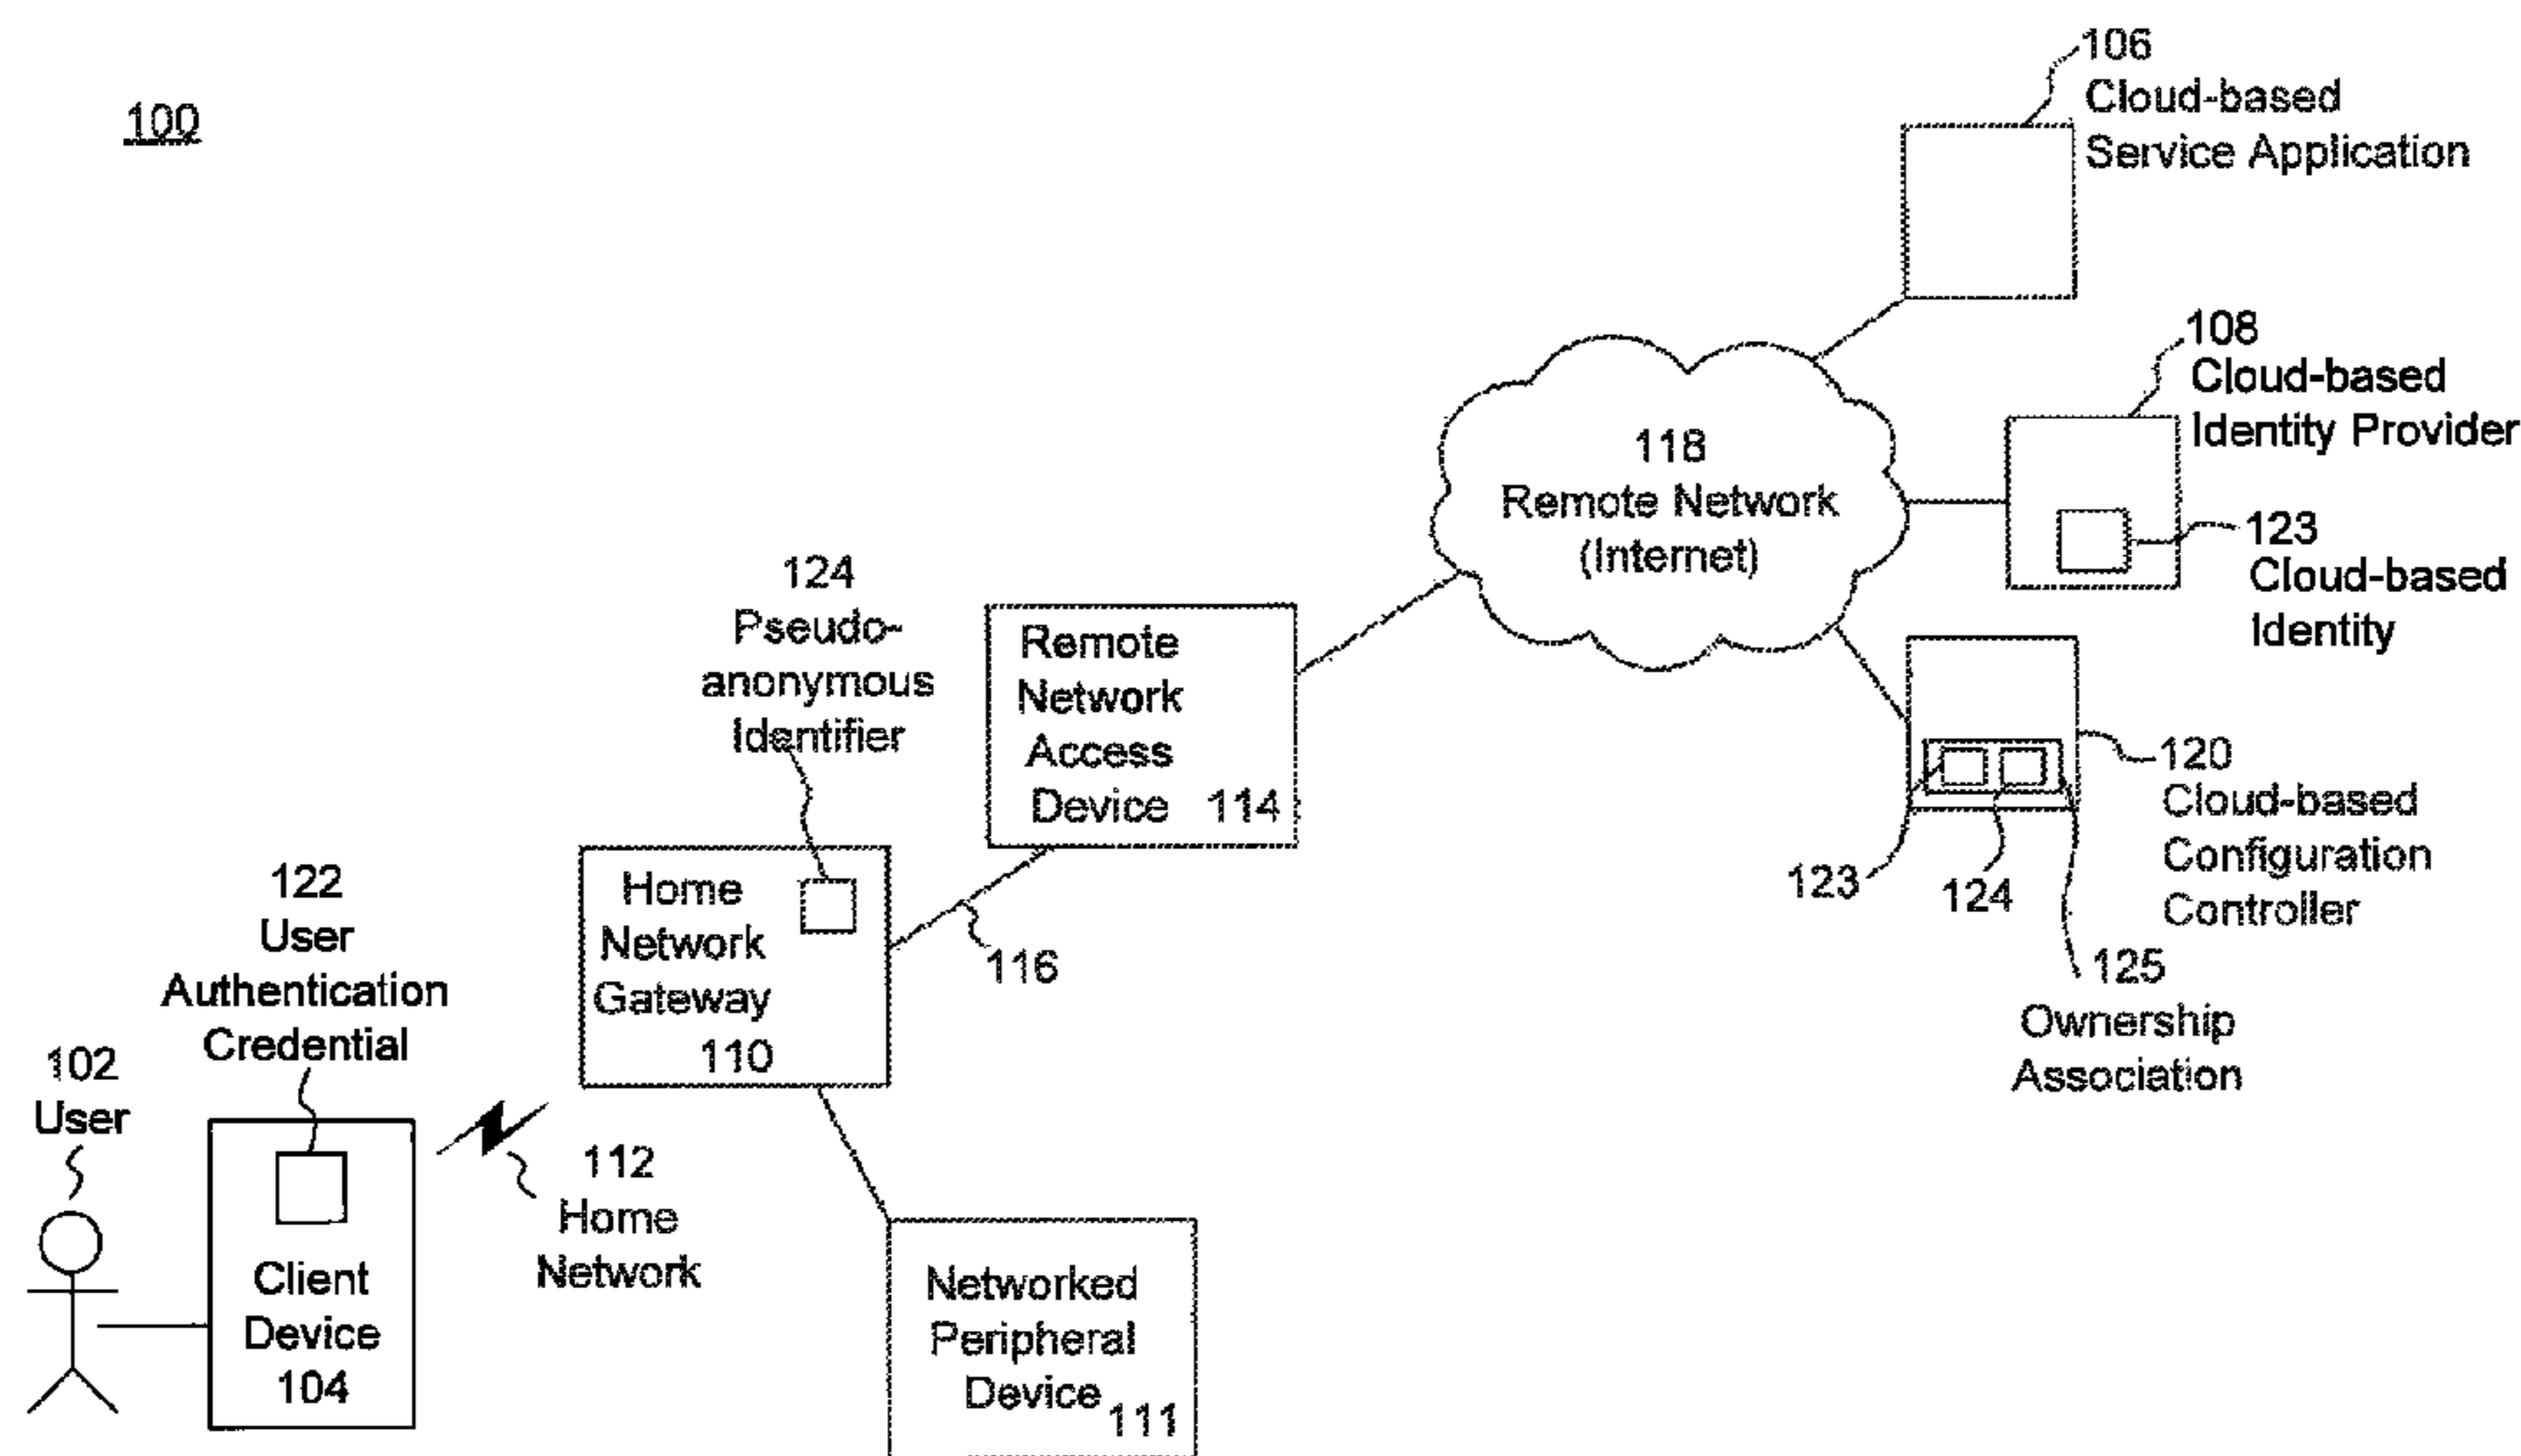 100
106
Cloud-based
Service Application
108
Cloud-based
Identity Provider
118
Remote Network
(Internet)
123
Cloud-based
Identity
124
Pseudo-
anonymous
Identifier
Remote
Network
Access
Device 114
120
Cloud-based
Configuration
Controller
123
124
125
Ownership
Association
122
User
Authentication
Credential
Home
Network
Gateway
110
116
102
User
112
Home
Network
Client
Device
104
Networked
Peripheral
Device
111